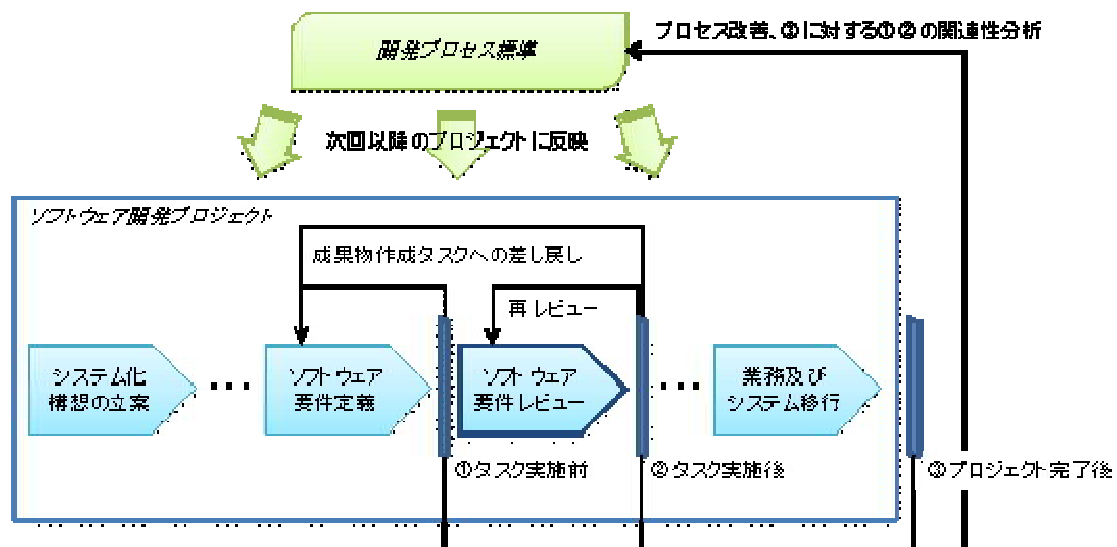 プロセス改善、③に対する①②の関連性分析
開発プロセス標準
次回以降のプロジェクトに反映
ソフトウェア開発プロジェクト
成果物作成タスクへの差し戻し
再レビュー
システム化
構想の立案
ソフトウェア
要件定義
ソフトウェア
要件レビュー
業務及び
システム移行
①タスク実施前
②タスク実施後
③プロジェクト完了後